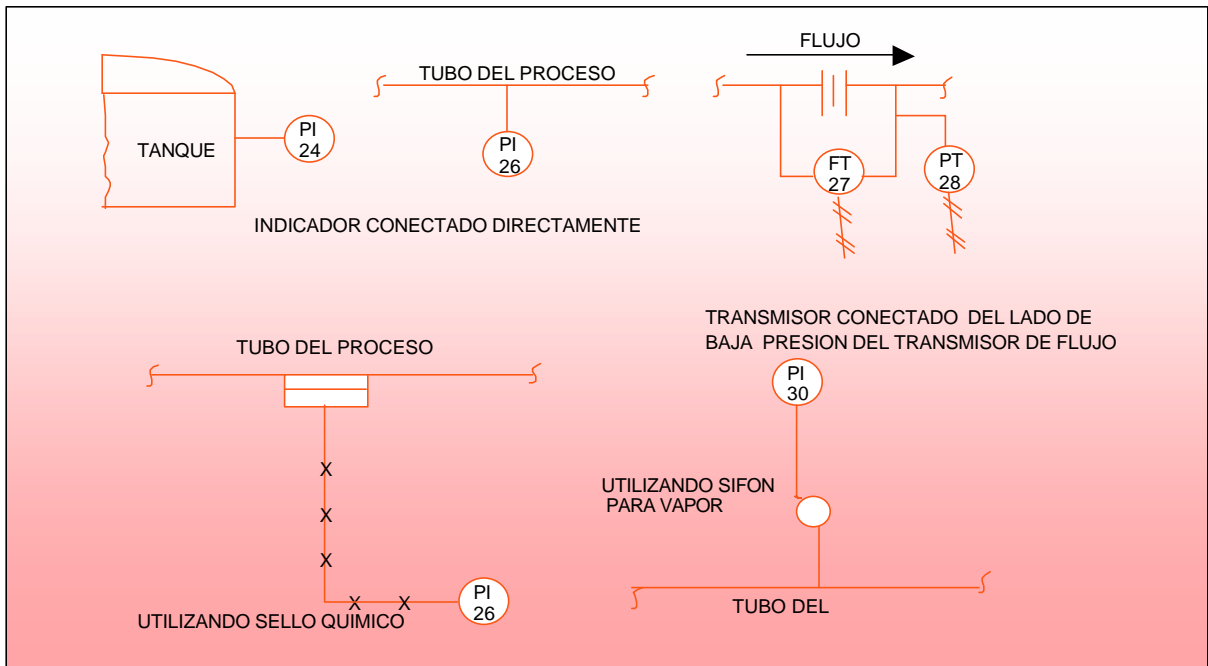 FLUJO
TUBO DEL PROCESO
TANQUE
PI
24
PI
26
FT
27
PT
28
INDICADOR CONECTADO DIRECTAMENTE
TRANSMISOR CONECTADO DEL LADO DE
BAJA PRESION DEL TRANSMISOR DE FLUJO
TUBO DEL PROCESO
X
X
X
X X
PI
26
UTILIZANDO SELLO QUIMICO
PI
30
UTILIZANDO SIFON
PARA VAPOR
TUBO DEL